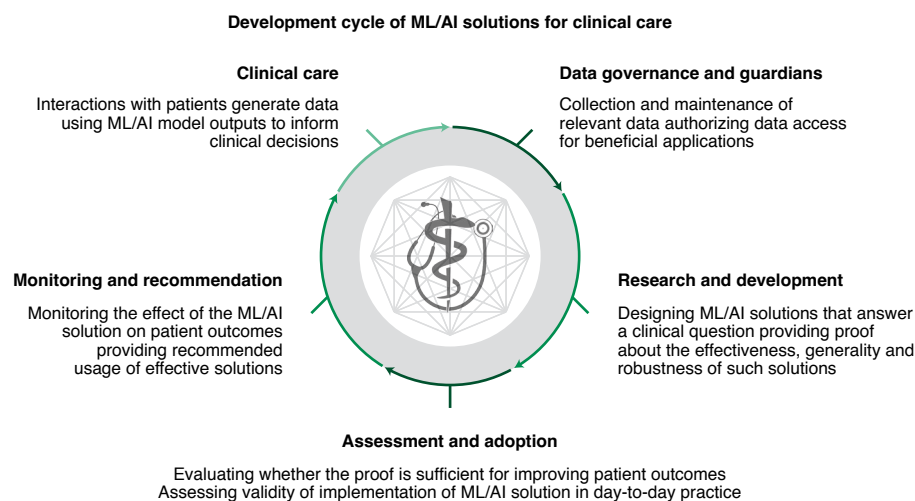 Development cycle of ML/AI solutions for clinical care
Clinical care
Interactions with patients generate data
using ML/AI model outputs to inform
clinical decisions
Data governance and guardians
Collection and maintenance of
relevant data authorizing data access
for beneficial applications
Monitoring and recommendation
Monitoring the effect of the ML/AI
solution on patient outcomes
providing recommended
usage of effective solutions
Research and development
Designing ML/AI solutions that answer
a clinical question providing proof
about the effectiveness, generality and
robustness of such solutions
Assessment and adoption
Evaluating whether the proof is sufficient for improving patient outcomes
Assessing validity of implementation of ML/AI solution in day-to-day practice